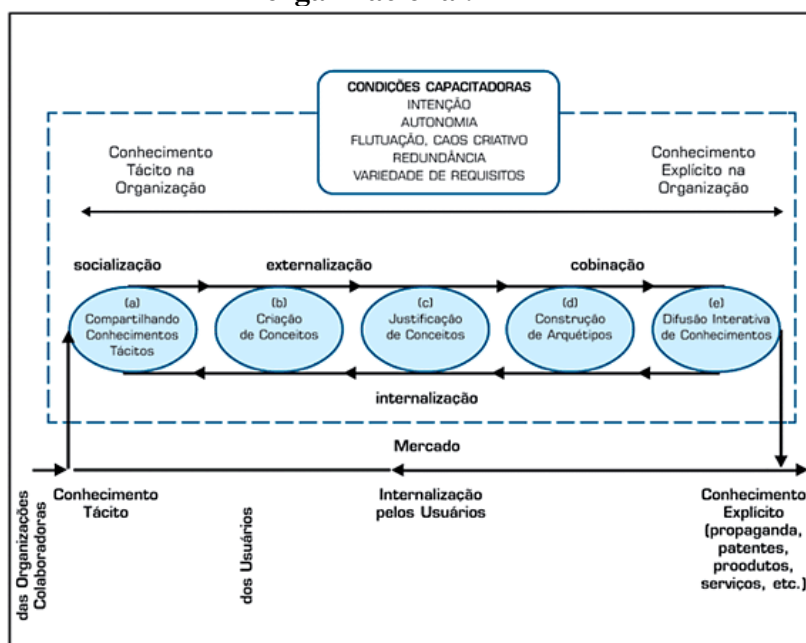 CONDIÇÕES CAPACITADORAS
INTENÇÃO
AUTONOMIA
FLUTUAÇÃO, CAOS CRIATIVO
REDUNDÂNCIA
VARIEDADE DE REQUISITOS
Conhecimento
Tácito na
Organização
Conhecimento
Explícito na
Organização
socialização
externalização
cobinação
(a)
Compartilhando
Conhecimentos
Tácitos
(b)
Criação
de Conceitos
(c)
Justificação
de Conceitos
(d)
Construção
de Arquétipos
(e)
Difusão Interativa
de Conhecimentos
internalização
Mercado
das Organizações
Colaboradoras
Conhecimento
Tácito
dos Usuários
Internalização
pelos Usuários
Conhecimento
Explícito
(propaganda,
patentes,
proodutos,
serviços, etc.)